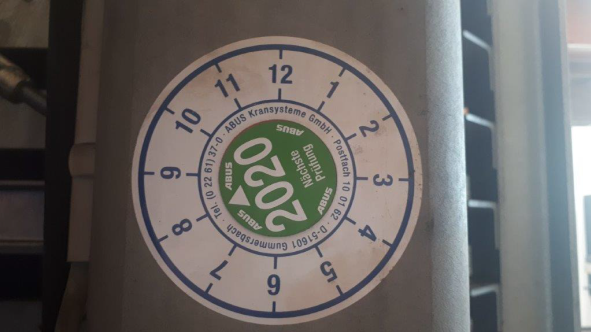 12
1
2
3
4
5
6
7
8
9
10
11
ABUS Kransysteme GmbH · Postfach 10 01 62 · D-51601 Gummersbach
Tel. (0 22 61) 37-0 ·
ABUS
ABUS
ABUS
ABUS
2020
Nächste
Prüfung